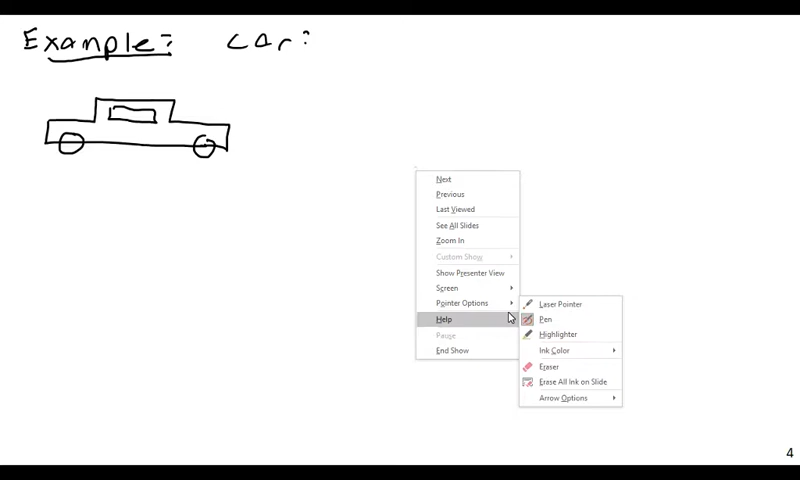 Example: car:
Next
Previous
Last Viewed
See All Slides
Zoom In
Custom Show
Show Presenter View
Screen
Pointer Options
Help
Pause
End Show
Laser Pointer
Pen
Highlighter
Ink Color
Eraser
Erase All Ink on Slide
Arrow Options
4